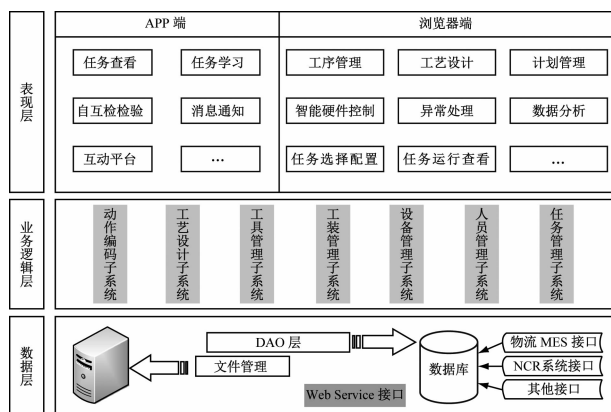 APP 端
浏览器端
表现层
任务查看
任务学习
工序管理
工艺设计
计划管理
自互检检验
消息通知
智能硬件控制
异常处理
数据分析
互动平台
…
任务选择配置
任务运行查看
…
业务逻辑层
动作编码子系统
工艺设计子系统
工具管理子系统
工装管理子系统
设备管理子系统
人员管理子系统
任务管理子系统
数据层
DAO 层
文件管理
Web Service 接口
数据库
物流 MES 接口
NCR系统接口
其他接口